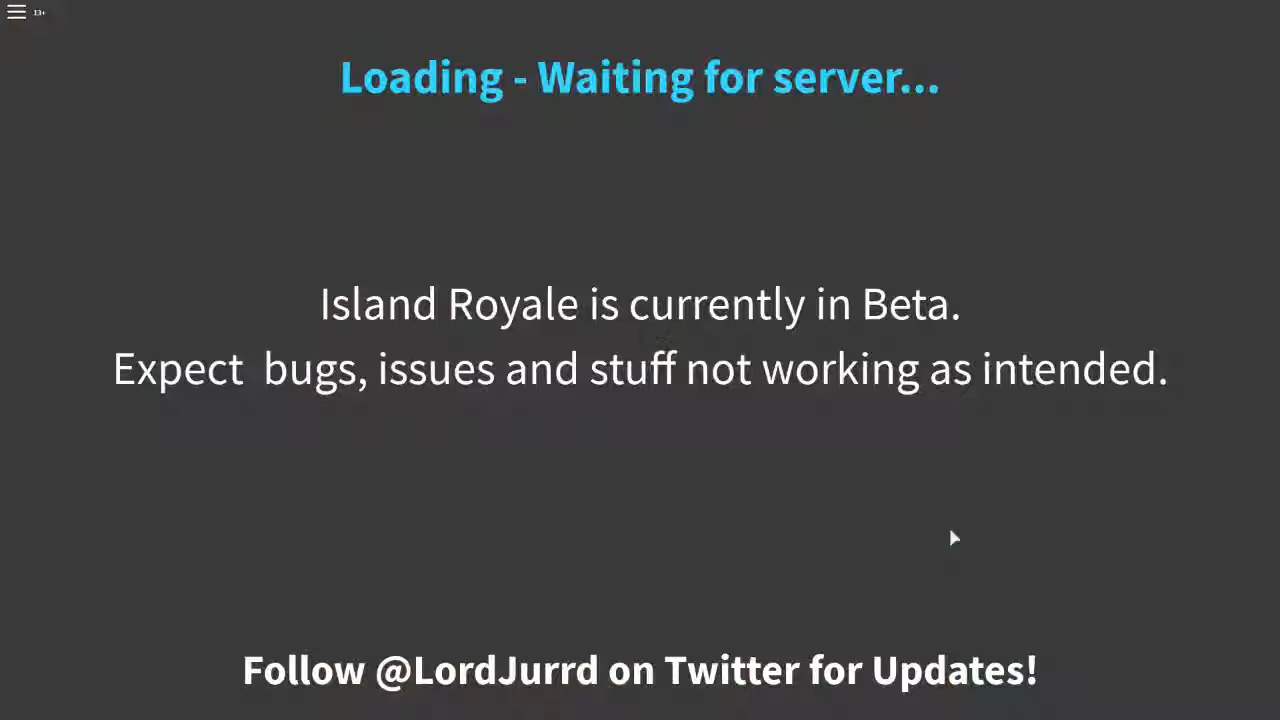 13+
Loading - Waiting for server...
Island Royale is currently in Beta.
Expect  bugs, issues and stuff not working as intended.
Follow @LordJurrd on Twitter for Updates!